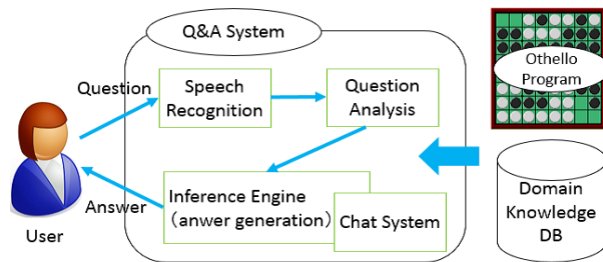 Q&A System
Othello
Program
Question
Speech
Recognition
Question
Analysis
Inference Engine
(anwer generation)
Chat System
Answer
User
Domain
Knowledge
DB